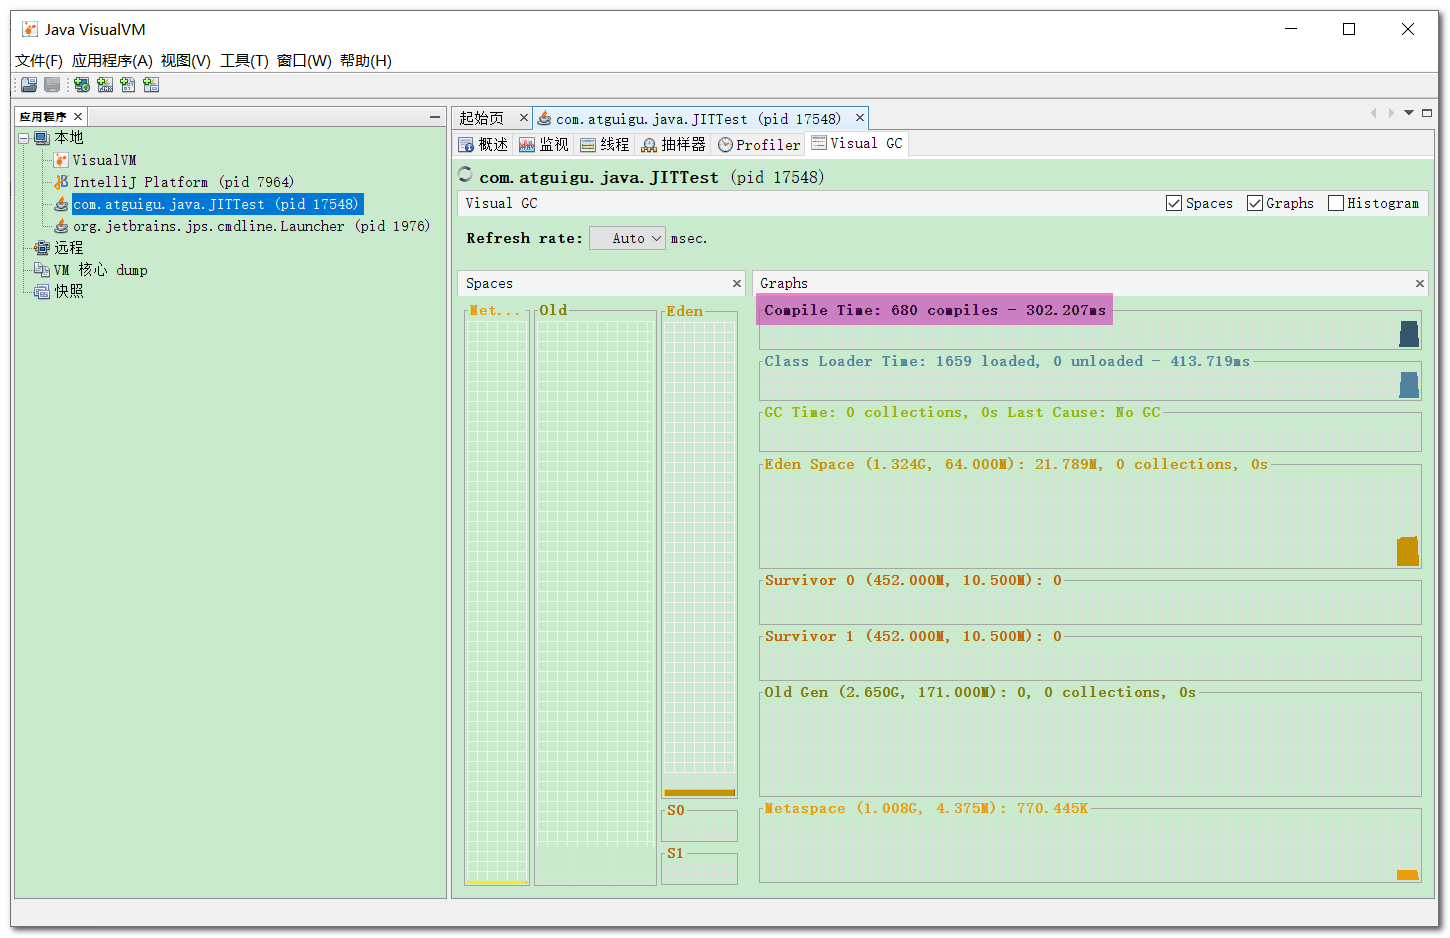 Java VisualVM
文件(F) 应用程序(A) 视图(V) 工具(T) 窗口(W) 帮助(H)
应用程序
本地
VisualVM
IntelliJ Platform (pid 7964)
com.atguigu.java.JITTest (pid 17548)
org.jetbrains.jps.cmdline.Launcher (pid 1976)
远程
VM 核心 dump
快照
起始页 com.atguigu.java.JITTest (pid 17548)
概述 监视 线程 抽样器 Profiler Visual GC
com.atguigu.java.JITTest (pid 17548)
Visual GC Spaces Graphs Histogram
Refresh rate: Auto msec.
Spaces
Met... Old Eden
S0
S1
Graphs
Compile Time: 680 compiles - 302.207ms
Class Loader Time: 1659 loaded, 0 unloaded - 413.719ms
GC Time: 0 collections, 0s Last Cause: No GC
Eden Space (1.324G, 64.000M): 21.789M, 0 collections, 0s
Survivor 0 (452.000M, 10.500M): 0
Survivor 1 (452.000M, 10.500M): 0
Old Gen (2.650G, 171.000M): 0, 0 collections, 0s
Metaspace (1.008G, 4.375M): 770.445K